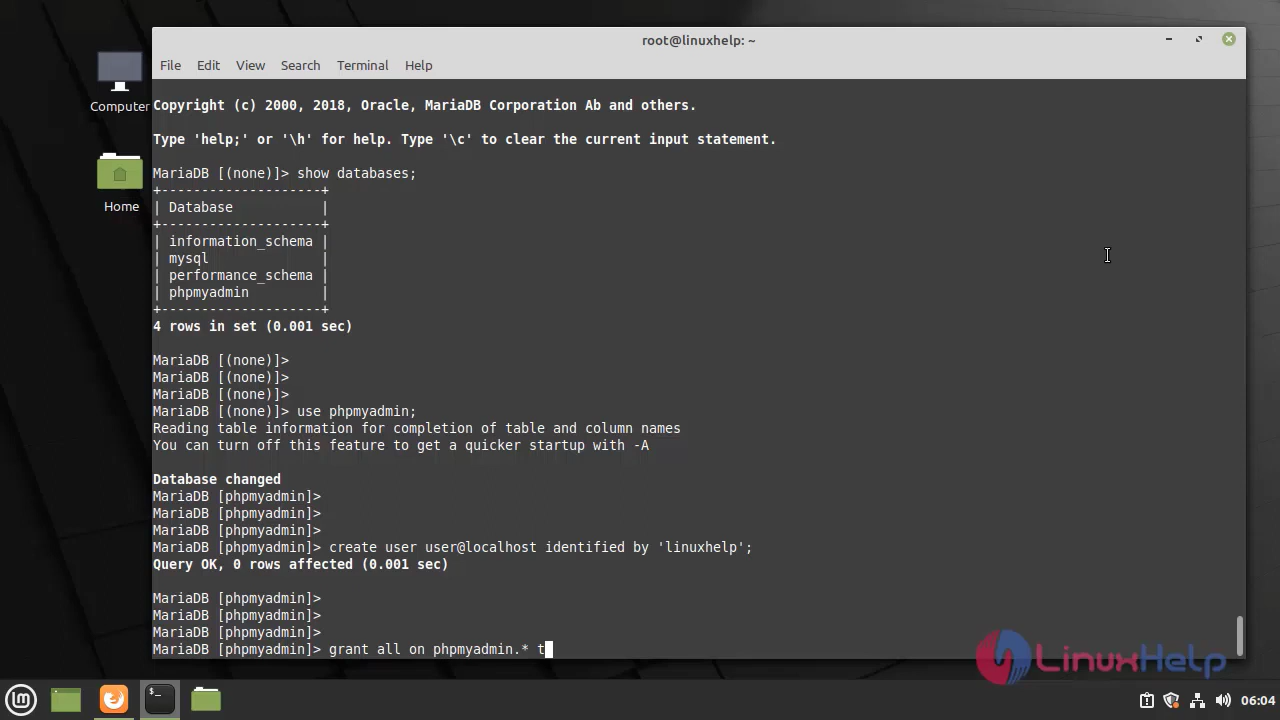 root@linuxhelp: ~
File Edit View Search Terminal Help
Computer
Home
Copyright (c) 2000, 2018, Oracle, MariaDB Corporation Ab and others.
Type 'help;' or '\h' for help. Type '\c' to clear the current input statement.
MariaDB [(none)]> show databases;
+--------------------+
| Database           |
+--------------------+
| information_schema |
| mysql              |
| performance_schema |
| phpmyadmin         |
+--------------------+
4 rows in set (0.001 sec)
MariaDB [(none)]>
MariaDB [(none)]>
MariaDB [(none)]>
MariaDB [(none)]> use phpmyadmin;
Reading table information for completion of table and column names
You can turn off this feature to get a quicker startup with -A
Database changed
MariaDB [phpmyadmin]>
MariaDB [phpmyadmin]>
MariaDB [phpmyadmin]>
MariaDB [phpmyadmin]> create user user@localhost identified by 'linuxhelp';
Query OK, 0 rows affected (0.001 sec)
MariaDB [phpmyadmin]>
MariaDB [phpmyadmin]>
MariaDB [phpmyadmin]>
MariaDB [phpmyadmin]> grant all on phpmyadmin.* t
LinuxHelp
06:04